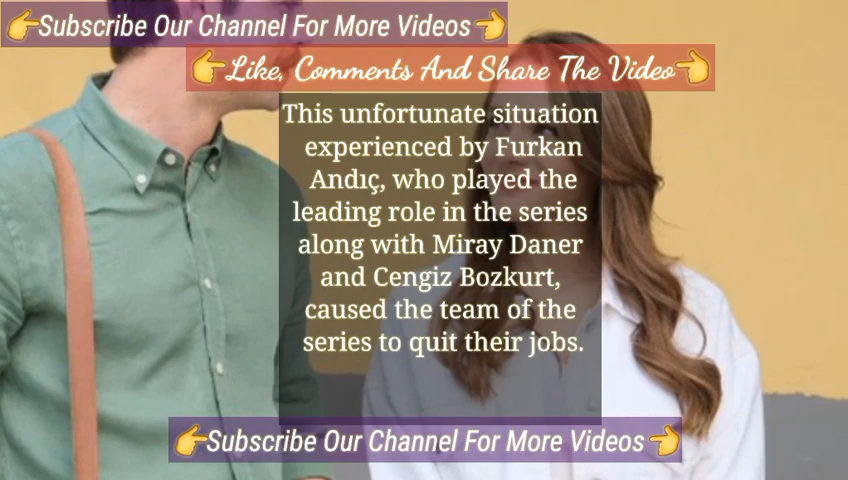 👉Subscribe Our Channel For More Videos👈
👉Like, Comments And Share The Video👈
This unfortunate situation
experienced by Furkan
Andıç, who played the
leading role in the series
along with Miray Daner
and Cengiz Bozkurt,
caused the team of the
series to quit their jobs.
👉Subscribe Our Channel For More Videos👈